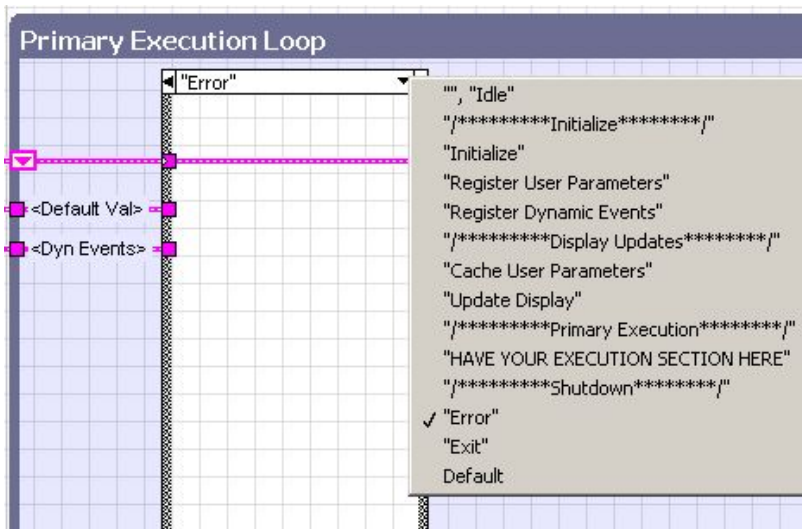 Primary Execution Loop
"Error"
<Default Val>
<Dyn Events>
"", "Idle"
"/*********Initialize********/"
"Initialize"
"Register User Parameters"
"Register Dynamic Events"
"/*********Display Updates********/"
"Cache User Parameters"
"Update Display"
"/*********Primary Execution********/"
"HAVE YOUR EXECUTION SECTION HERE"
"/*********Shutdown********/"
"Error"
"Exit"
Default